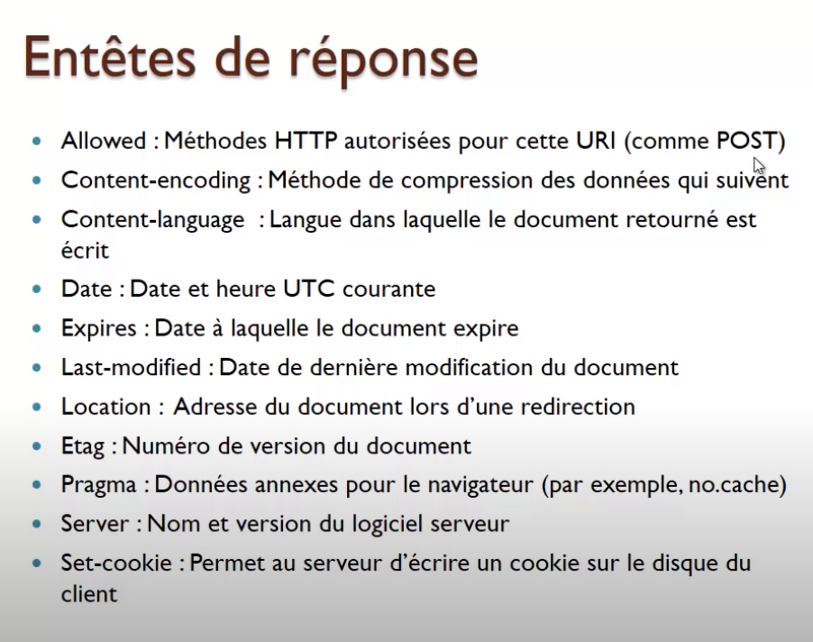 Entêtes de réponse
• Allowed : Méthodes HTTP autorisées pour cette URI (comme POST)
• Content-encoding : Méthode de compression des données qui suivent
• Content-language : Langue dans laquelle le document retourné est
écrit
• Date : Date et heure UTC courante
• Expires : Date à laquelle le document expire
• Last-modified : Date de dernière modification du document
• Location : Adresse du document lors d'une redirection
• Etag : Numéro de version du document
• Pragma : Données annexes pour le navigateur (par exemple, no.cache)
• Server : Nom et version du logiciel serveur
• Set-cookie : Permet au serveur d'écrire un cookie sur le disque du
client